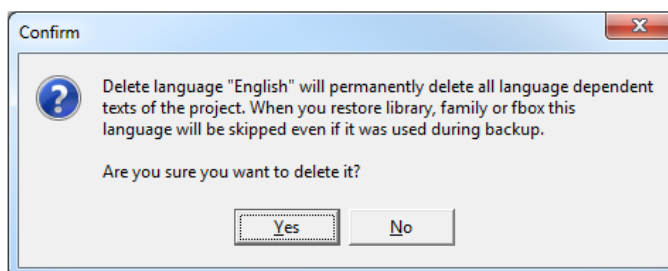 Confirm
Delete language "English" will permanently delete all language dependent
texts of the project. When you restore library, family or fbox this
language will be skipped even if it was used during backup.
Are you sure you want to delete it?
Yes No